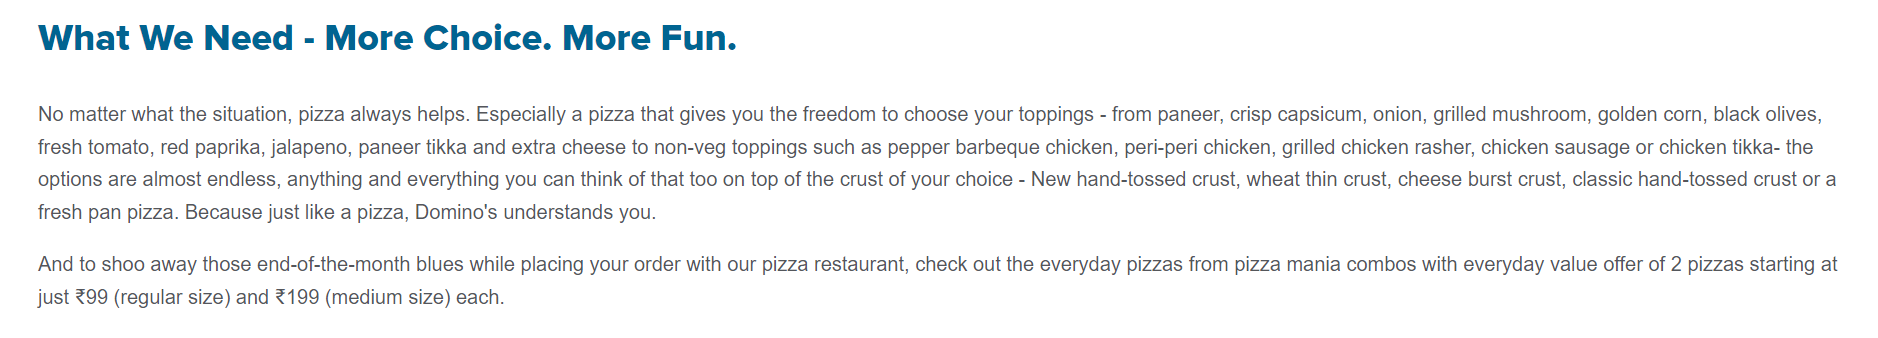 What We Need - More Choice. More Fun.
No matter what the situation, pizza always helps. Especially a pizza that gives you the freedom to choose your toppings - from paneer, crisp capsicum, onion, grilled mushroom, golden corn, black olives,
fresh tomato, red paprika, jalapeno, paneer tikka and extra cheese to non-veg toppings such as pepper barbeque chicken, peri-peri chicken, grilled chicken rasher, chicken sausage or chicken tikka- the
options are almost endless, anything and everything you can think of that too on top of the crust of your choice - New hand-tossed crust, wheat thin crust, cheese burst crust, classic hand-tossed crust or a
fresh pan pizza. Because just like a pizza, Domino's understands you.
And to shoo away those end-of-the-month blues while placing your order with our pizza restaurant, check out the everyday pizzas from pizza mania combos with everyday value offer of 2 pizzas starting at
just ₹99 (regular size) and ₹199 (medium size) each.